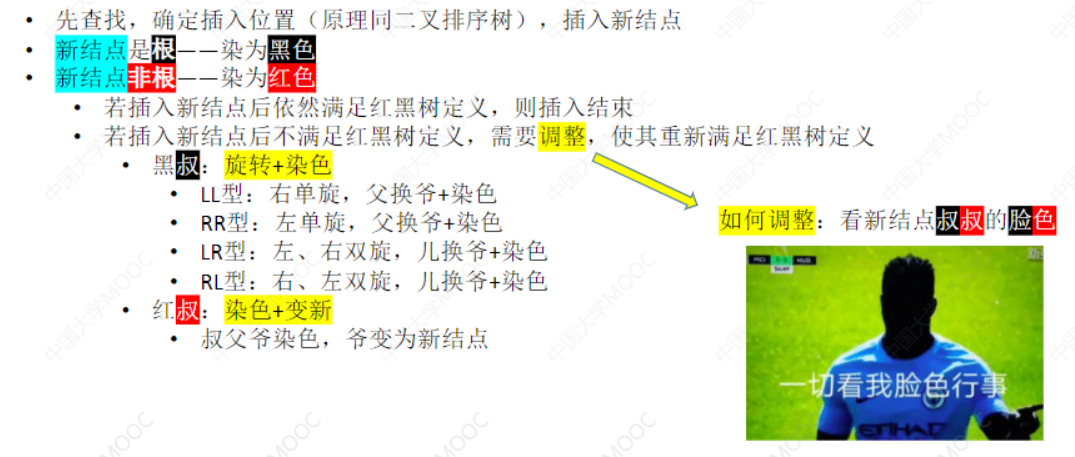 • 先查找，确定插入位置（原理同二叉排序树），插入新结点
• 新结点是根——染为黑色
• 新结点非根——染为红色
• 若插入新结点后依然满足红黑树定义，则插入结束
• 若插入新结点后不满足红黑树定义，需要调整，使其重新满足红黑树定义
• 黑叔：旋转+染色
• LL型：右单旋，父换爷+染色
• RR型：左单旋，父换爷+染色
• LR型：左、右双旋，儿换爷+染色
• RL型：右、左双旋，儿换爷+染色
• 红叔：染色+变新
• 叔父爷染色，爷变为新结点
如何调整：看新结点叔叔的脸色
MCI
HUD
一切看我脸色行事
ETIHAD
中国大学MOOC